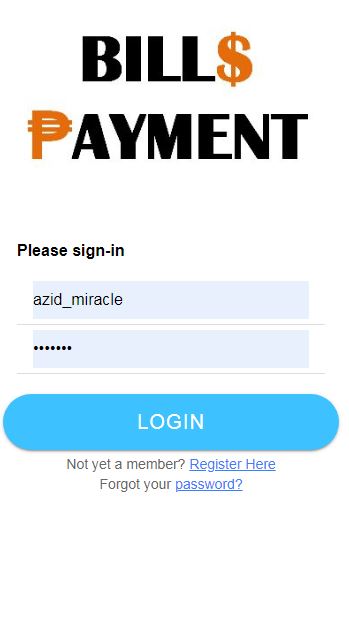 BILL$
₱AYMENT
Please sign-in
azid_miracle
•••••••
LOGIN
Not yet a member? Register Here
Forgot your password?